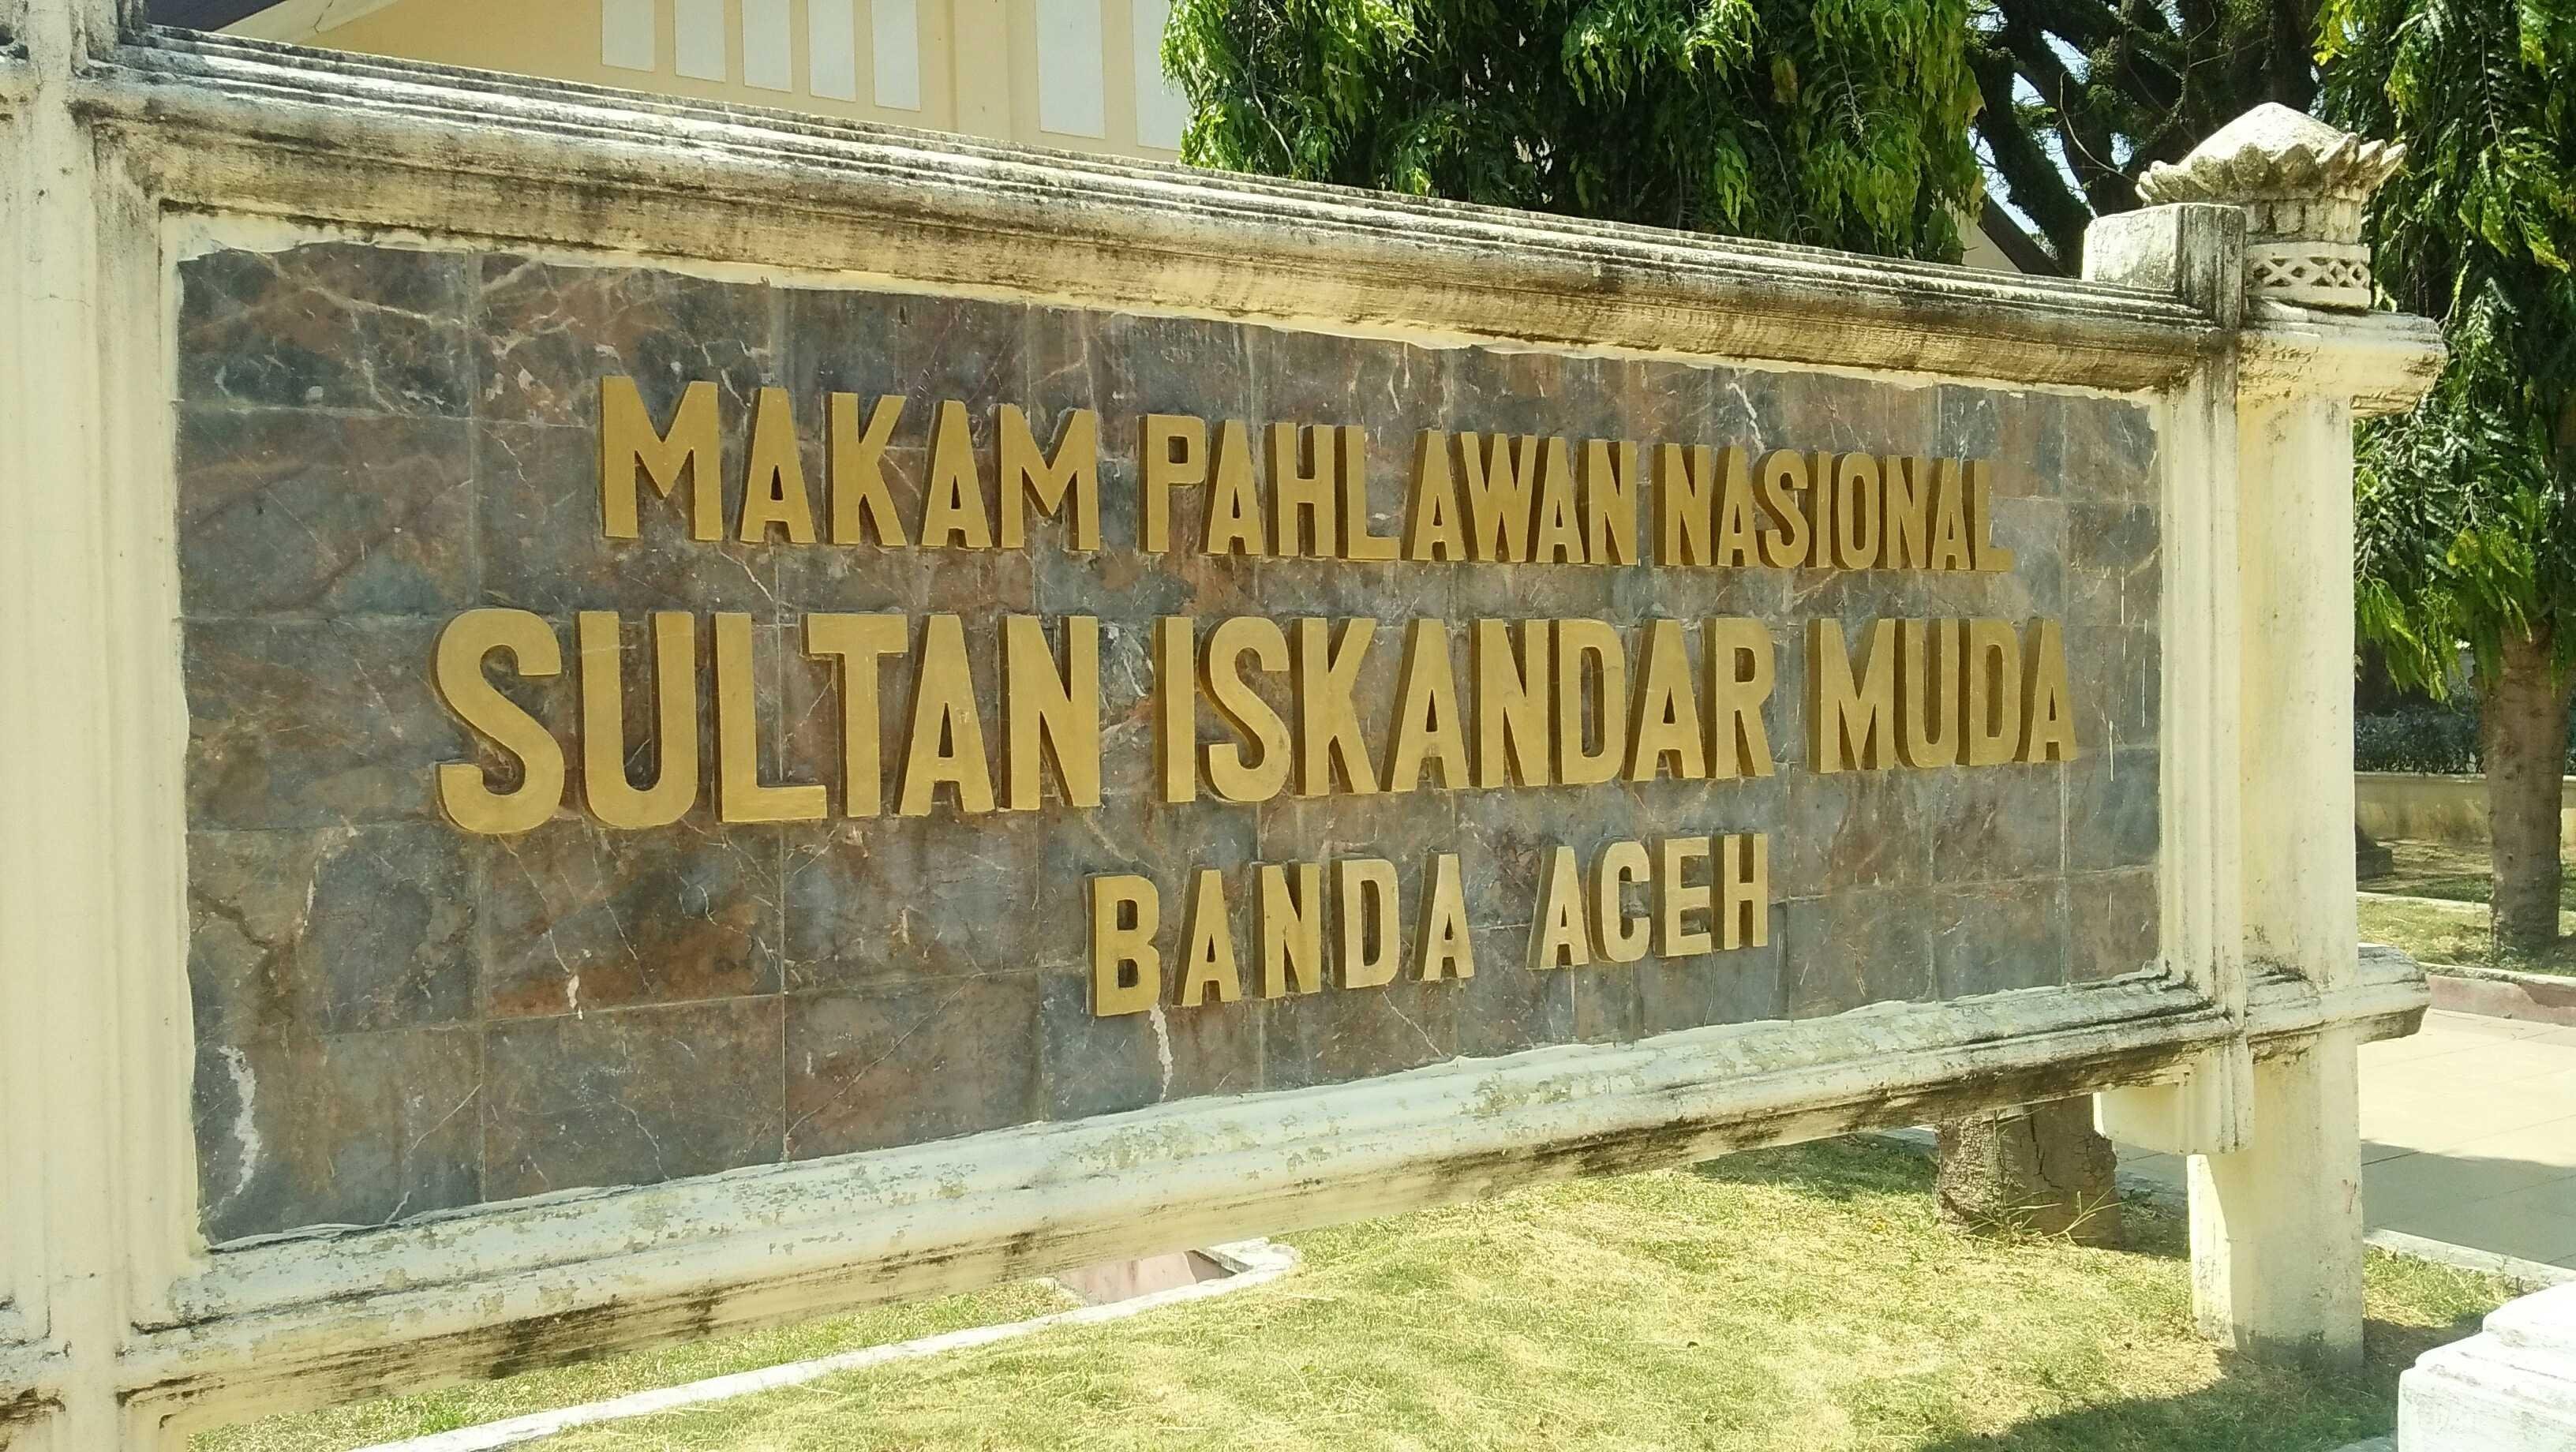 MAKAM PAHLAWAN NASIONAL
SULTAN ISKANDAR MUDA
BANDA ACEH